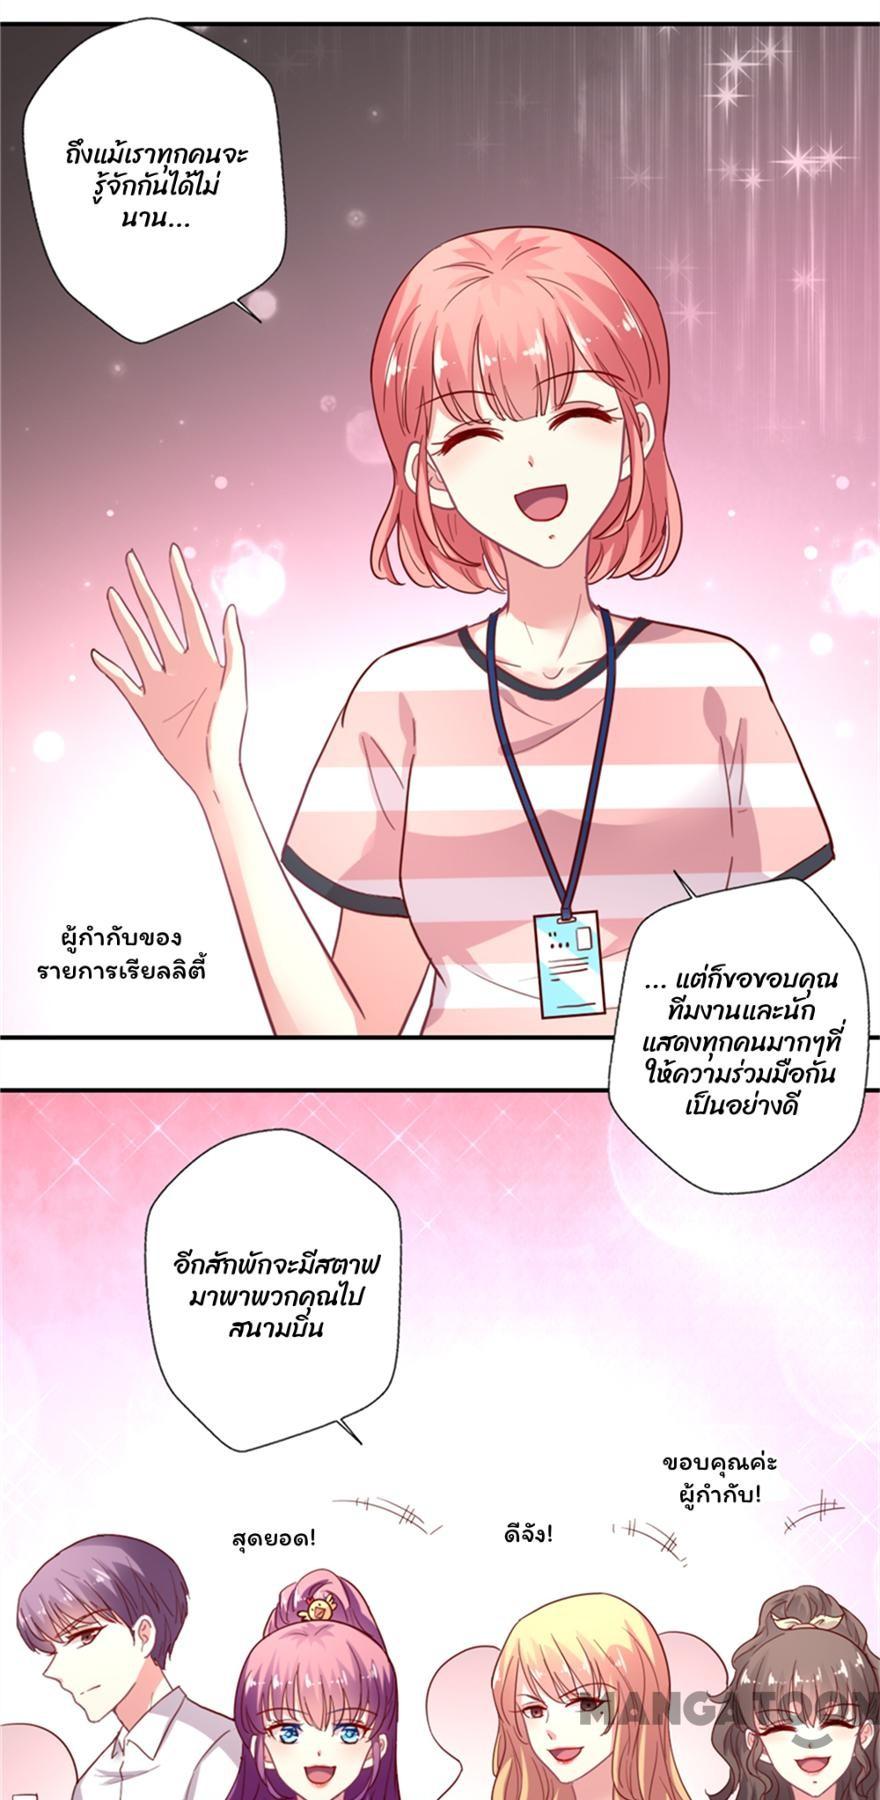 ถึงแม้เราทุกคนจะ
รู้จักกันได้ไม่
นาน...
ผู้กำกับของ
รายการเรียลลิตี้
... แต่ก็ขอขอบคุณ
ทีมงานและนัก
แสดงทุกคนมากๆที่
ให้ความร่วมมือกัน
เป็นอย่างดี
อีกสักพักจะมีสตาฟ
มาพาพวกคุณไป
สนามบิน
ขอบคุณค่ะ
ผู้กำกับ!
สุดยอด!
ดีจัง!
MANGATOON